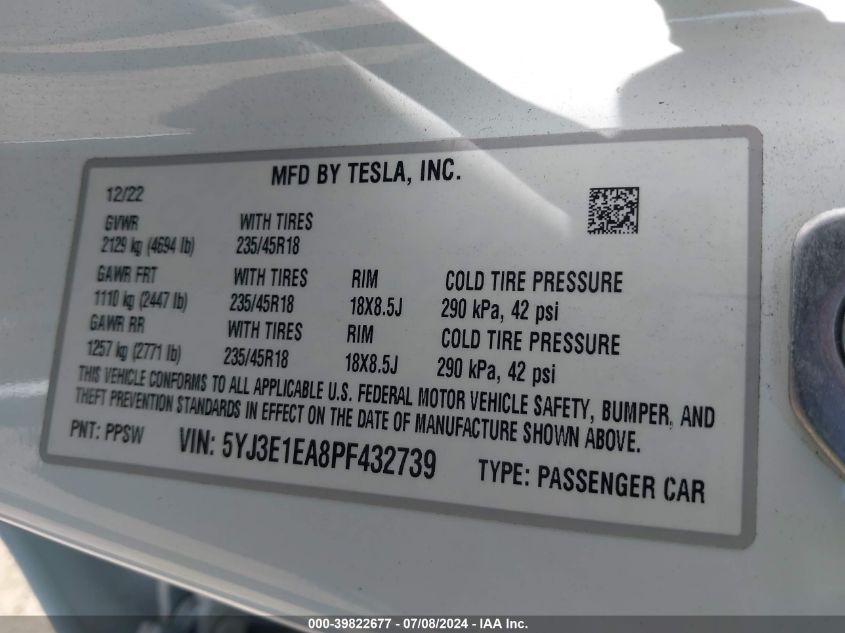 MFD BY TESLA, INC.
12/22
GVWR WITH TIRES
2129 kg (4694 lb) 235/45R18
GAWR FRT WITH TIRES RIM COLD TIRE PRESSURE
1110 kg (2447 lb) 235/45R18 18X8.5J 290 kPa, 42 psi
GAWR RR WITH TIRES RIM COLD TIRE PRESSURE
1257 kg (2771 lb) 235/45R18 18X8.5J 290 kPa, 42 psi
THIS VEHICLE CONFORMS TO ALL APPLICABLE U.S. FEDERAL MOTOR VEHICLE SAFETY, BUMPER, AND
THEFT PREVENTION STANDARDS IN EFFECT ON THE DATE OF MANUFACTURE SHOWN ABOVE.
PNT: PPSW VIN: 5YJ3E1EA8PF432739 TYPE: PASSENGER CAR
000-39822677 - 07/08/2024 - IAA Inc.